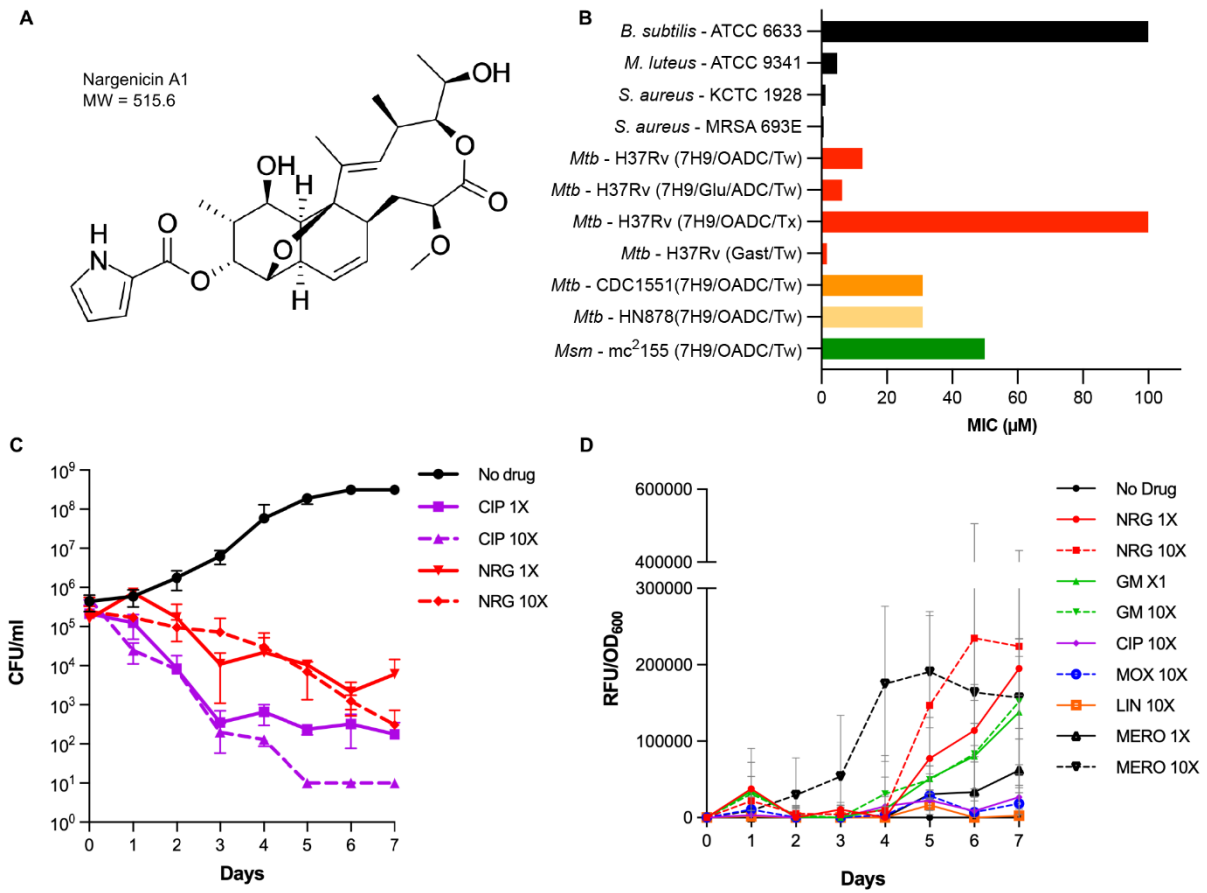 A
Nargenicin A1
MW = 515.6
OH
O
O
OH
H
O
O
H
N
O
O
H
O
B
B. subtilis - ATCC 6633
M. luteus - ATCC 9341
S. aureus - KCTC 1928
S. aureus - MRSA 693E
Mtb - H37Rv (7H9/OADC/Tw)
Mtb - H37Rv (7H9/Glu/ADC/Tw)
Mtb - H37Rv (7H9/OADC/Tx)
Mtb - H37Rv (Gast/Tw)
Mtb - CDC1551(7H9/OADC/Tw)
Mtb - HN878(7H9/OADC/Tw)
Msm - mc²155 (7H9/OADC/Tw)
0 20 40 60 80 100
MIC (µM)
C
10⁹
10⁸
10⁷
10⁶
10⁵
10⁴
10³
10²
10¹
10⁰
CFU/ml
0 1 2 3 4 5 6 7
Days
No drug
CIP 1X
CIP 10X
NRG 1X
NRG 10X
D
600000
400000
300000
200000
100000
0
RFU/OD₆₀₀
0 1 2 3 4 5 6 7
Days
No Drug
NRG 1X
NRG 10X
GM X1
GM 10X
CIP 10X
MOX 10X
LIN 10X
MERO 1X
MERO 10X